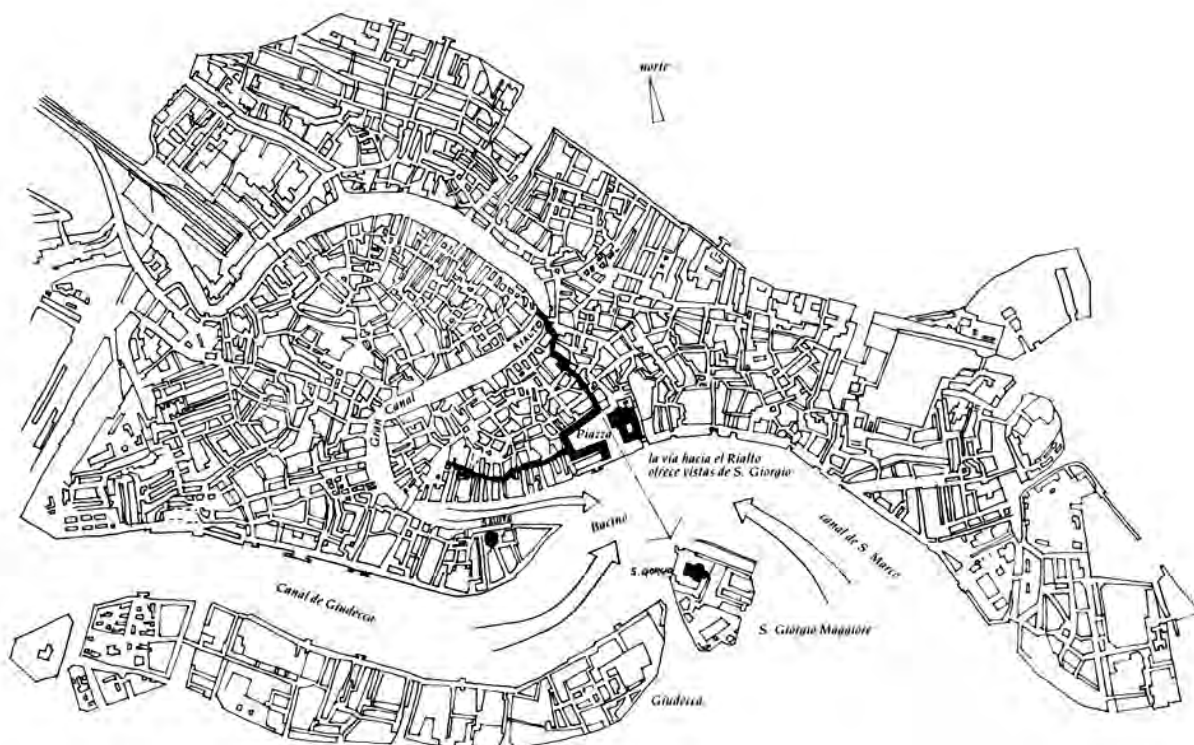 norte
RIALTO
Gran Canal
Piazza
la vía hacia el Rialto
ofrece vistas de S. Giorgio
Bacino
canal de S. Marco
S. GIORGIO
Canal de Giudecca
S. Giorgio Maggiore
Giudecca